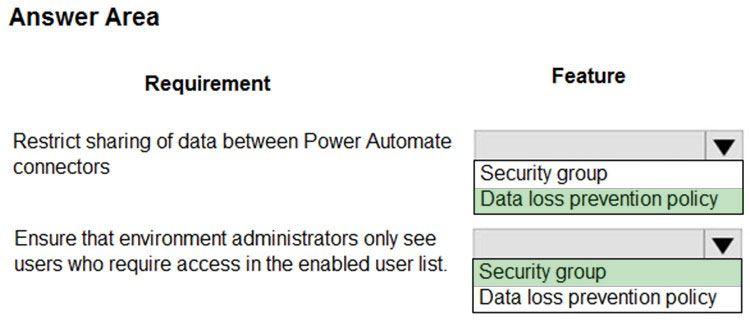 Answer Area
Requirement
Feature
Restrict sharing of data between Power Automate
connectors
Security group
Data loss prevention policy
Ensure that environment administrators only see
users who require access in the enabled user list.
Security group
Data loss prevention policy